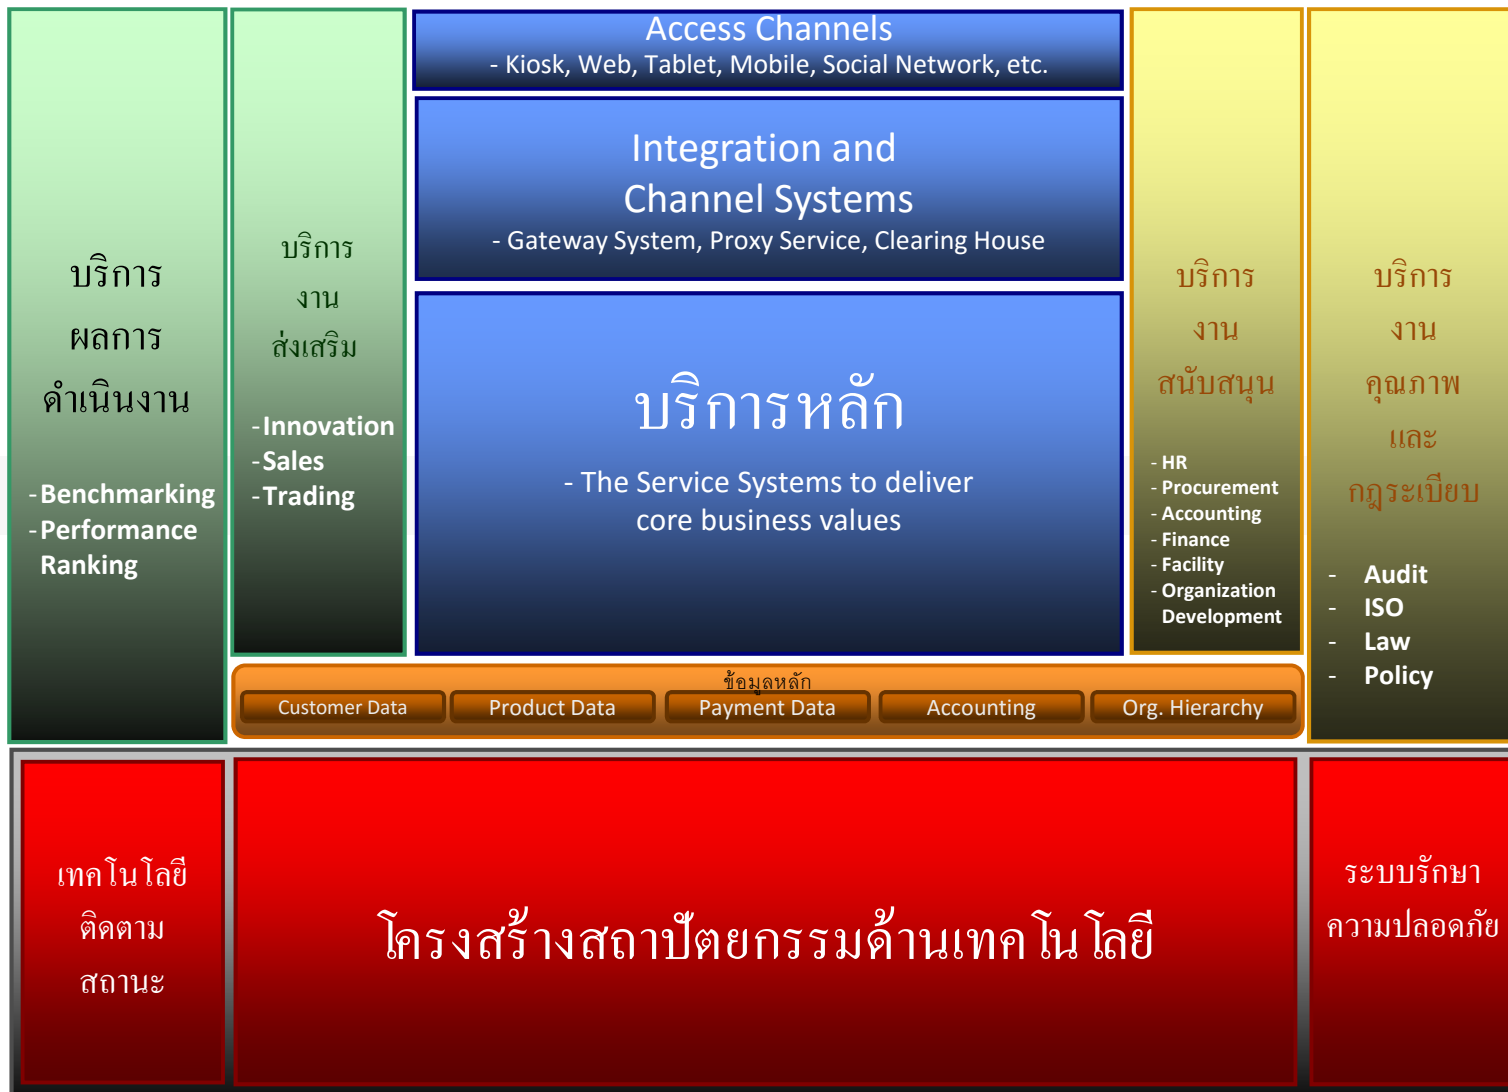 บริการ
ผลการ
ดำเนินงาน
-Benchmarking
-Performance
Ranking
บริการ
งาน
ส่งเสริม
-Innovation
-Sales
-Trading
Access Channels
- Kiosk, Web, Tablet, Mobile, Social Network, etc.
Integration and
Channel Systems
- Gateway System, Proxy Service, Clearing House
บริการหลัก
- The Service Systems to deliver
core business values
บริการ
งาน
สนับสนุน
- HR
- Procurement
- Accounting
- Finance
- Facility
- Organization
Development
บริการ
งาน
คุณภาพ
และ
กฎระเบียบ
- Audit
- ISO
- Law
- Policy
ข้อมูลหลัก
Customer Data
Product Data
Payment Data
Accounting
Org. Hierarchy
เทคโนโลยี
ติดตาม
สถานะ
โครงสร้างสถาปัตยกรรมด้านเทคโนโลยี
ระบบรักษา
ความปลอดภัย